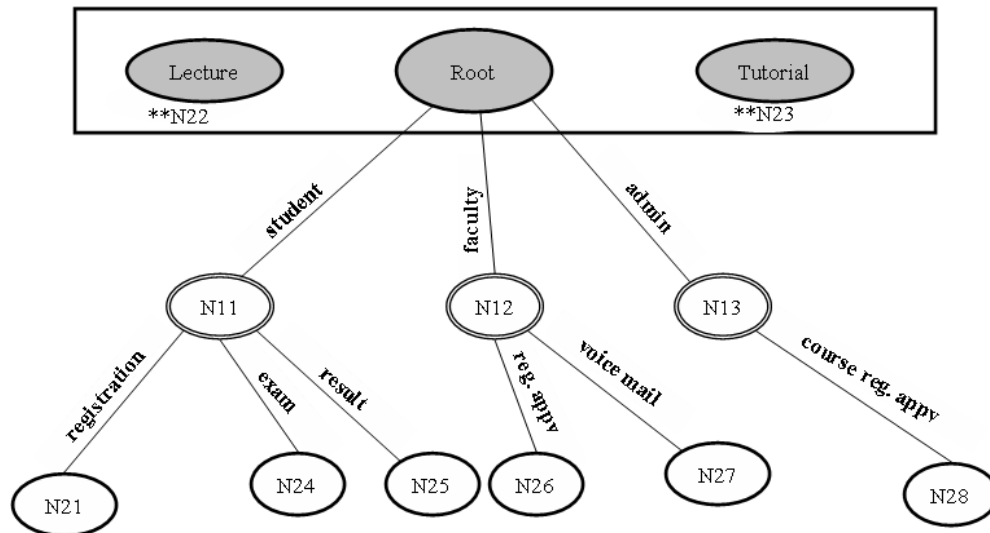 Lecture
Root
Tutorial
**N22
**N23
student
faculty
admin
N11
N12
N13
registration
exam
result
reg. appv
voice mail
course reg. appv
N21
N24
N25
N26
N27
N28